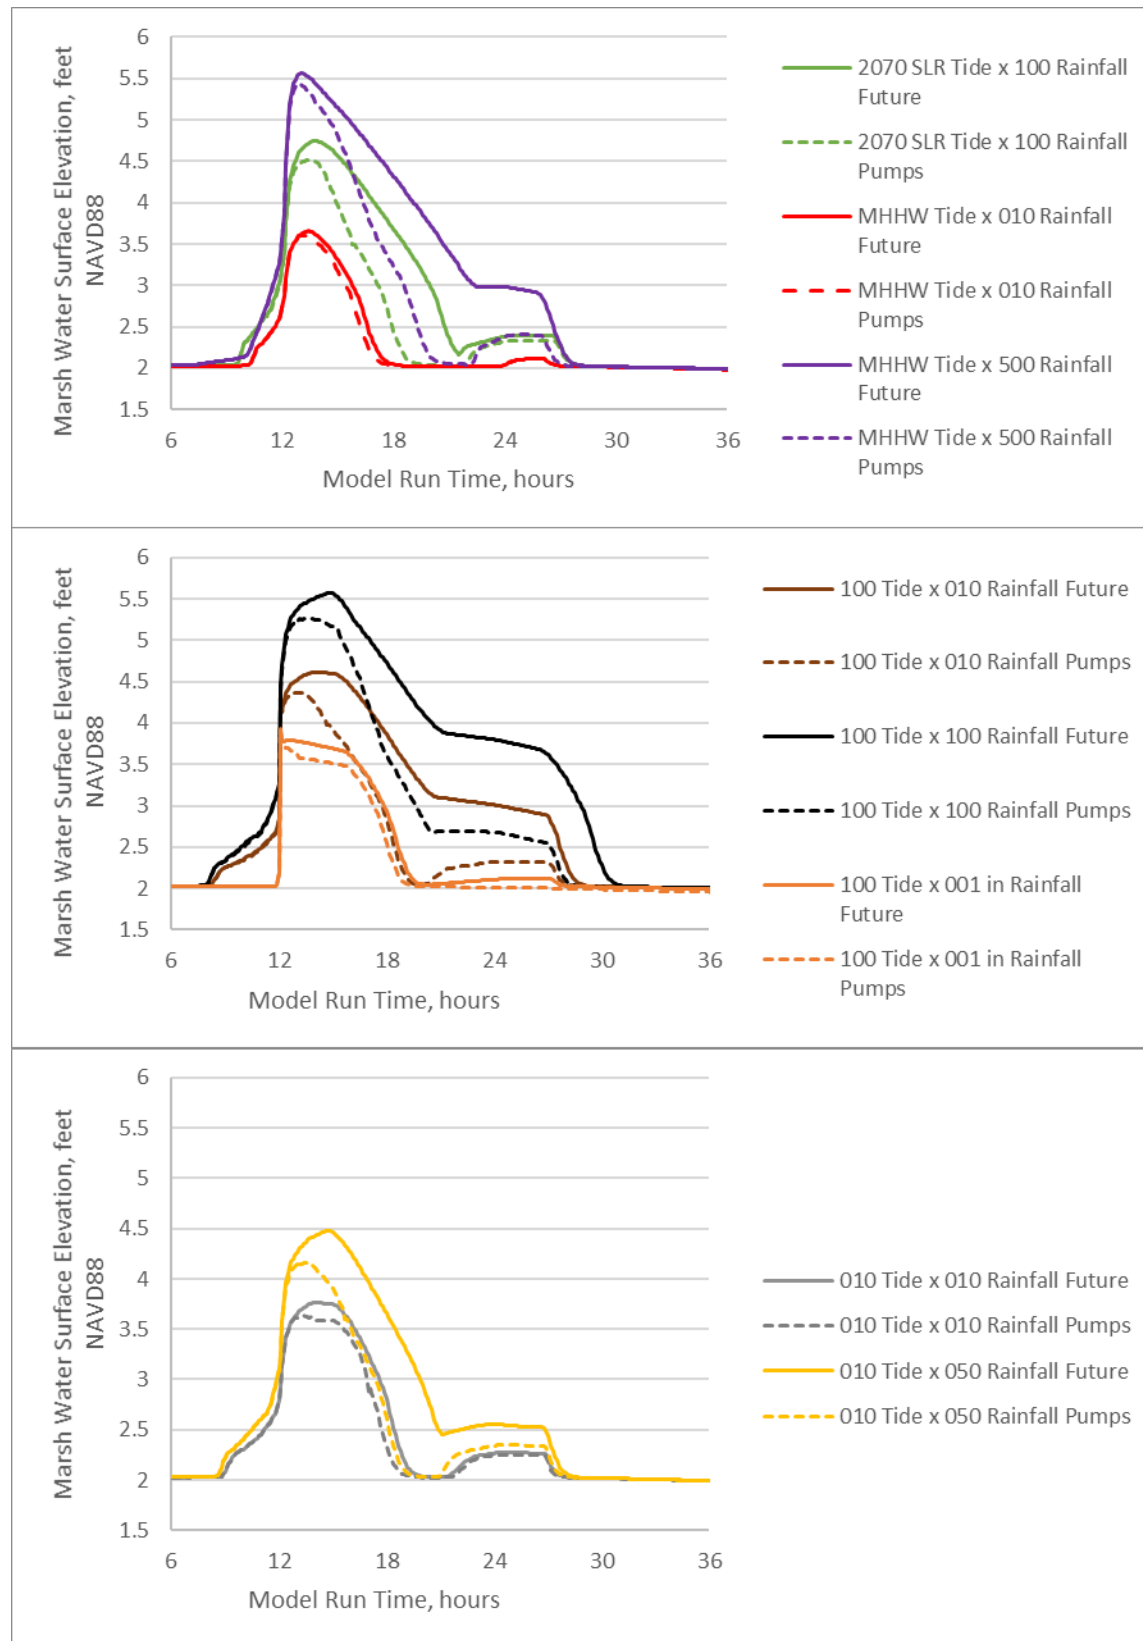 Marsh Water Surface Elevation, feet
NAVD88
6
5.5
5
4.5
4
3.5
3
2.5
2
1.5
6 12 18 24 30 36
Model Run Time, hours
2070 SLR Tide x 100 Rainfall
Future
2070 SLR Tide x 100 Rainfall
Pumps
MHHW Tide x 010 Rainfall
Future
MHHW Tide x 010 Rainfall
Pumps
MHHW Tide x 500 Rainfall
Future
MHHW Tide x 500 Rainfall
Pumps
Marsh Water Surface Elevation, feet
NAVD88
6
5.5
5
4.5
4
3.5
3
2.5
2
1.5
6 12 18 24 30 36
Model Run Time, hours
100 Tide x 010 Rainfall Future
100 Tide x 010 Rainfall Pumps
100 Tide x 100 Rainfall Future
100 Tide x 100 Rainfall Pumps
100 Tide x 001 in Rainfall
Future
100 Tide x 001 in Rainfall
Pumps
Marsh Water Surface Elevation, feet
NAVD88
6
5.5
5
4.5
4
3.5
3
2.5
2
1.5
6 12 18 24 30 36
Model Run Time, hours
010 Tide x 010 Rainfall Future
010 Tide x 010 Rainfall Pumps
010 Tide x 050 Rainfall Future
010 Tide x 050 Rainfall Pumps